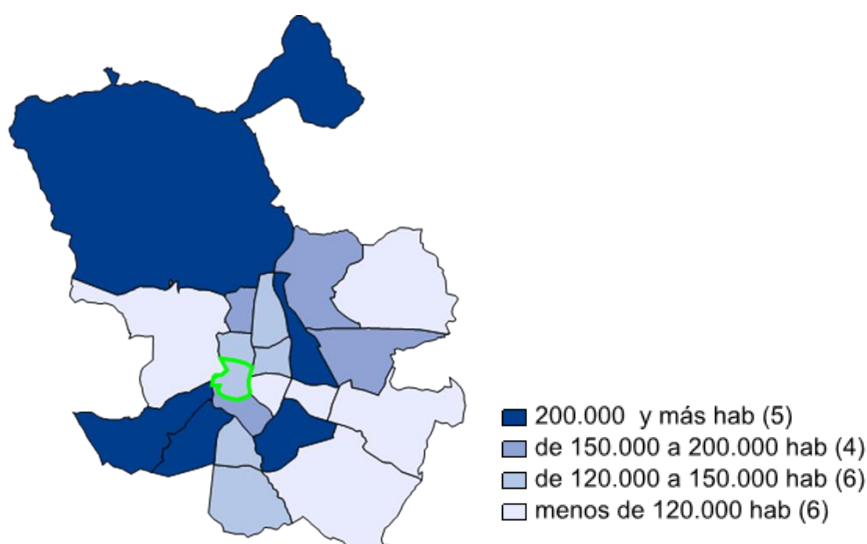 200.000 y más hab (5)
de 150.000 a 200.000 hab (4)
de 120.000 a 150.000 hab (6)
menos de 120.000 hab (6)